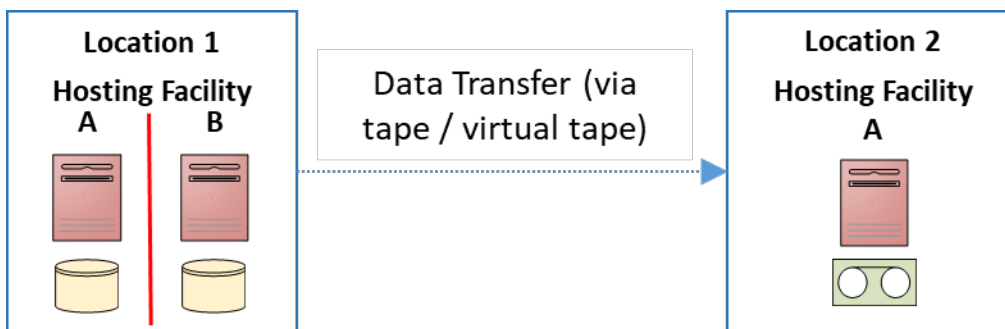 Location 1
Hosting Facility
A B
Data Transfer (via
tape / virtual tape)
Location 2
Hosting Facility
A